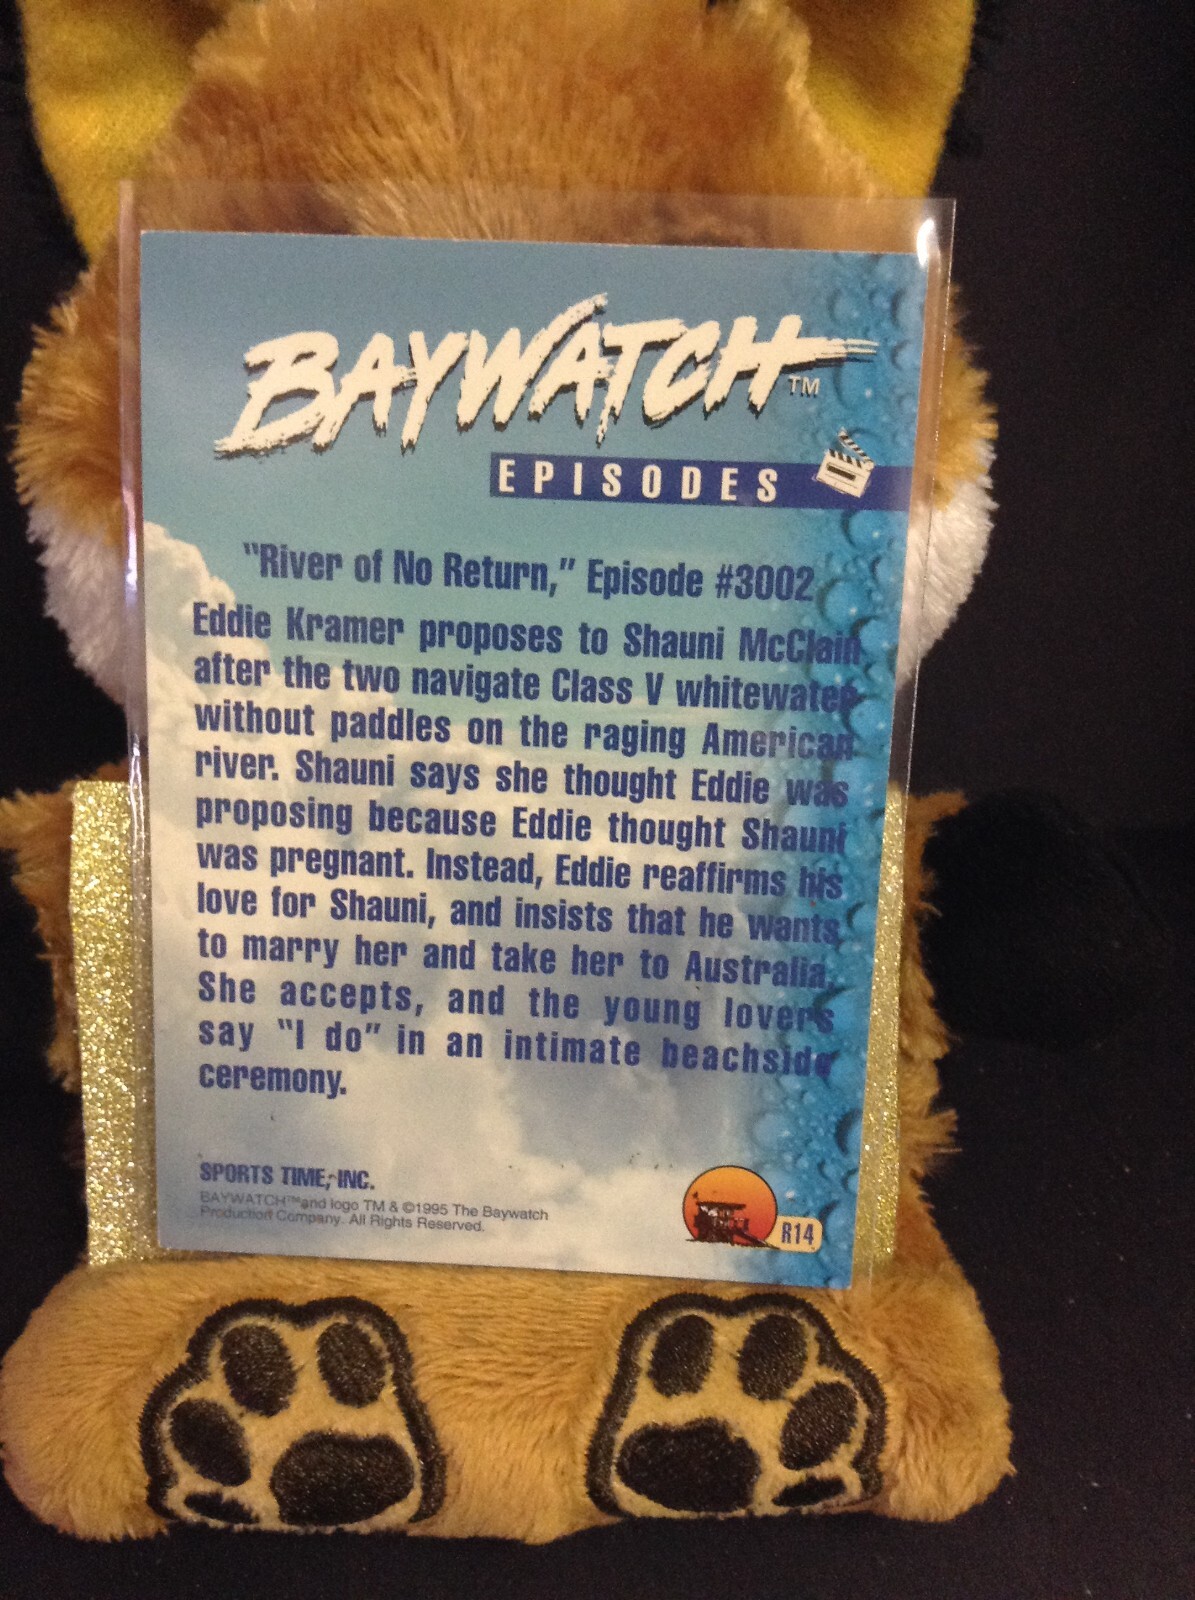 BAYWATCH™
EPISODES
"River of No Return," Episode #3002
Eddie Kramer proposes to Shauni McClain
after the two navigate Class V whitewater
without paddles on the raging American
river. Shauni says she thought Eddie was
proposing because Eddie thought Shauni
was pregnant. Instead, Eddie reaffirms his
love for Shauni, and insists that he wants
to marry her and take her to Australia.
She accepts, and the young lovers
say "I do" in an intimate beachside
ceremony.
SPORTS TIME, INC.
BAYWATCH™ and logo TM & ©1995 The Baywatch
Production Company. All Rights Reserved.
R14